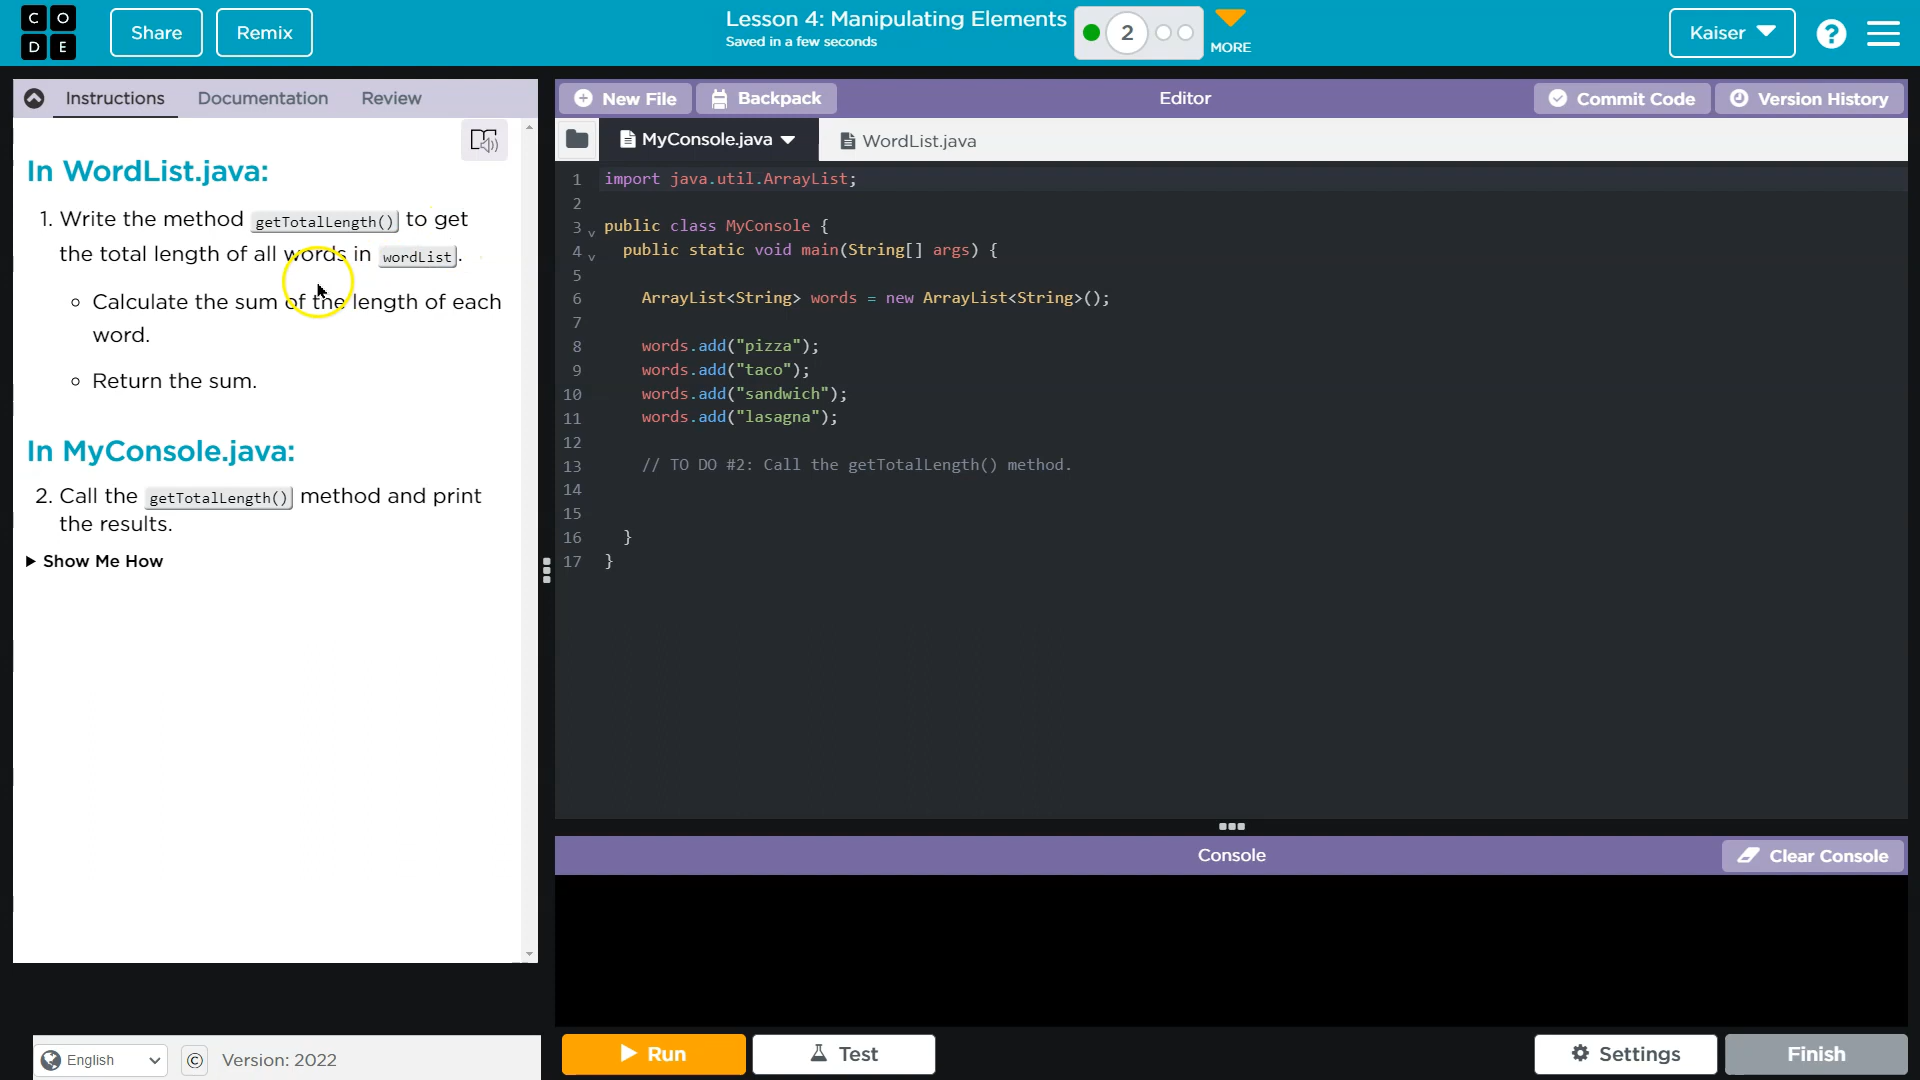 C O
D E
Share
Remix
Lesson 4: Manipulating Elements
Saved in a few seconds
2
MORE
Kaiser
?
Instructions
Documentation
Review
In WordList.java:
1. Write the method getTotalLength() to get
the total length of all words in wordList.
Calculate the sum of the length of each
word.
Return the sum.
In MyConsole.java:
2. Call the getTotalLength() method and print
the results.
Show Me How
New File
Backpack
Editor
Commit Code
Version History
MyConsole.java
WordList.java
1 import java.util.ArrayList;
2
3 public class MyConsole {
4 public static void main(String[] args) {
5
6 ArrayList<String> words = new ArrayList<String>();
7
8 words.add("pizza");
9 words.add("taco");
10 words.add("sandwich");
11 words.add("lasagna");
12
13 // TO DO #2: Call the getTotalLength() method.
14
15
16 }
17 }
Console
Clear Console
English
©
Version: 2022
Run
Test
Settings
Finish